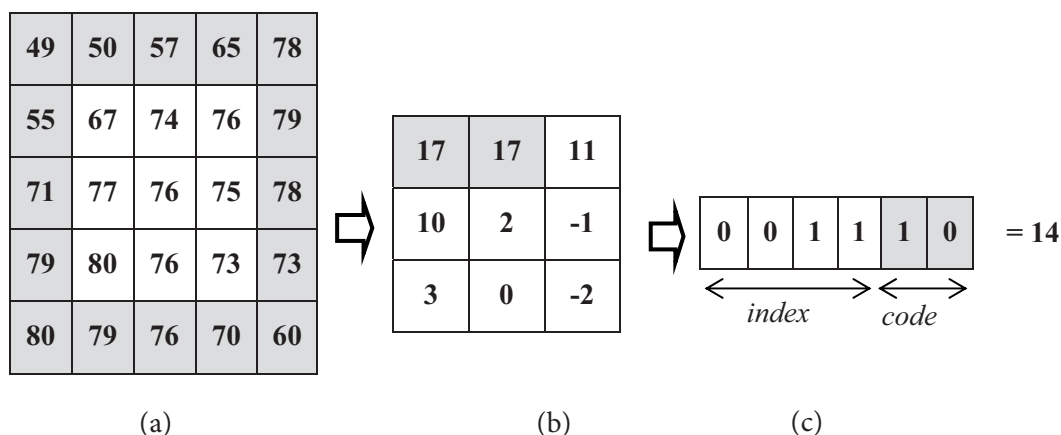 49 50 57 65 78
55 67 74 76 79
71 77 76 75 78
79 80 76 73 73
80 79 76 70 60
17 17 11
10 2 -1
3 0 -2
0 0 1 1 1 0 = 14
index code
(a) (b) (c)